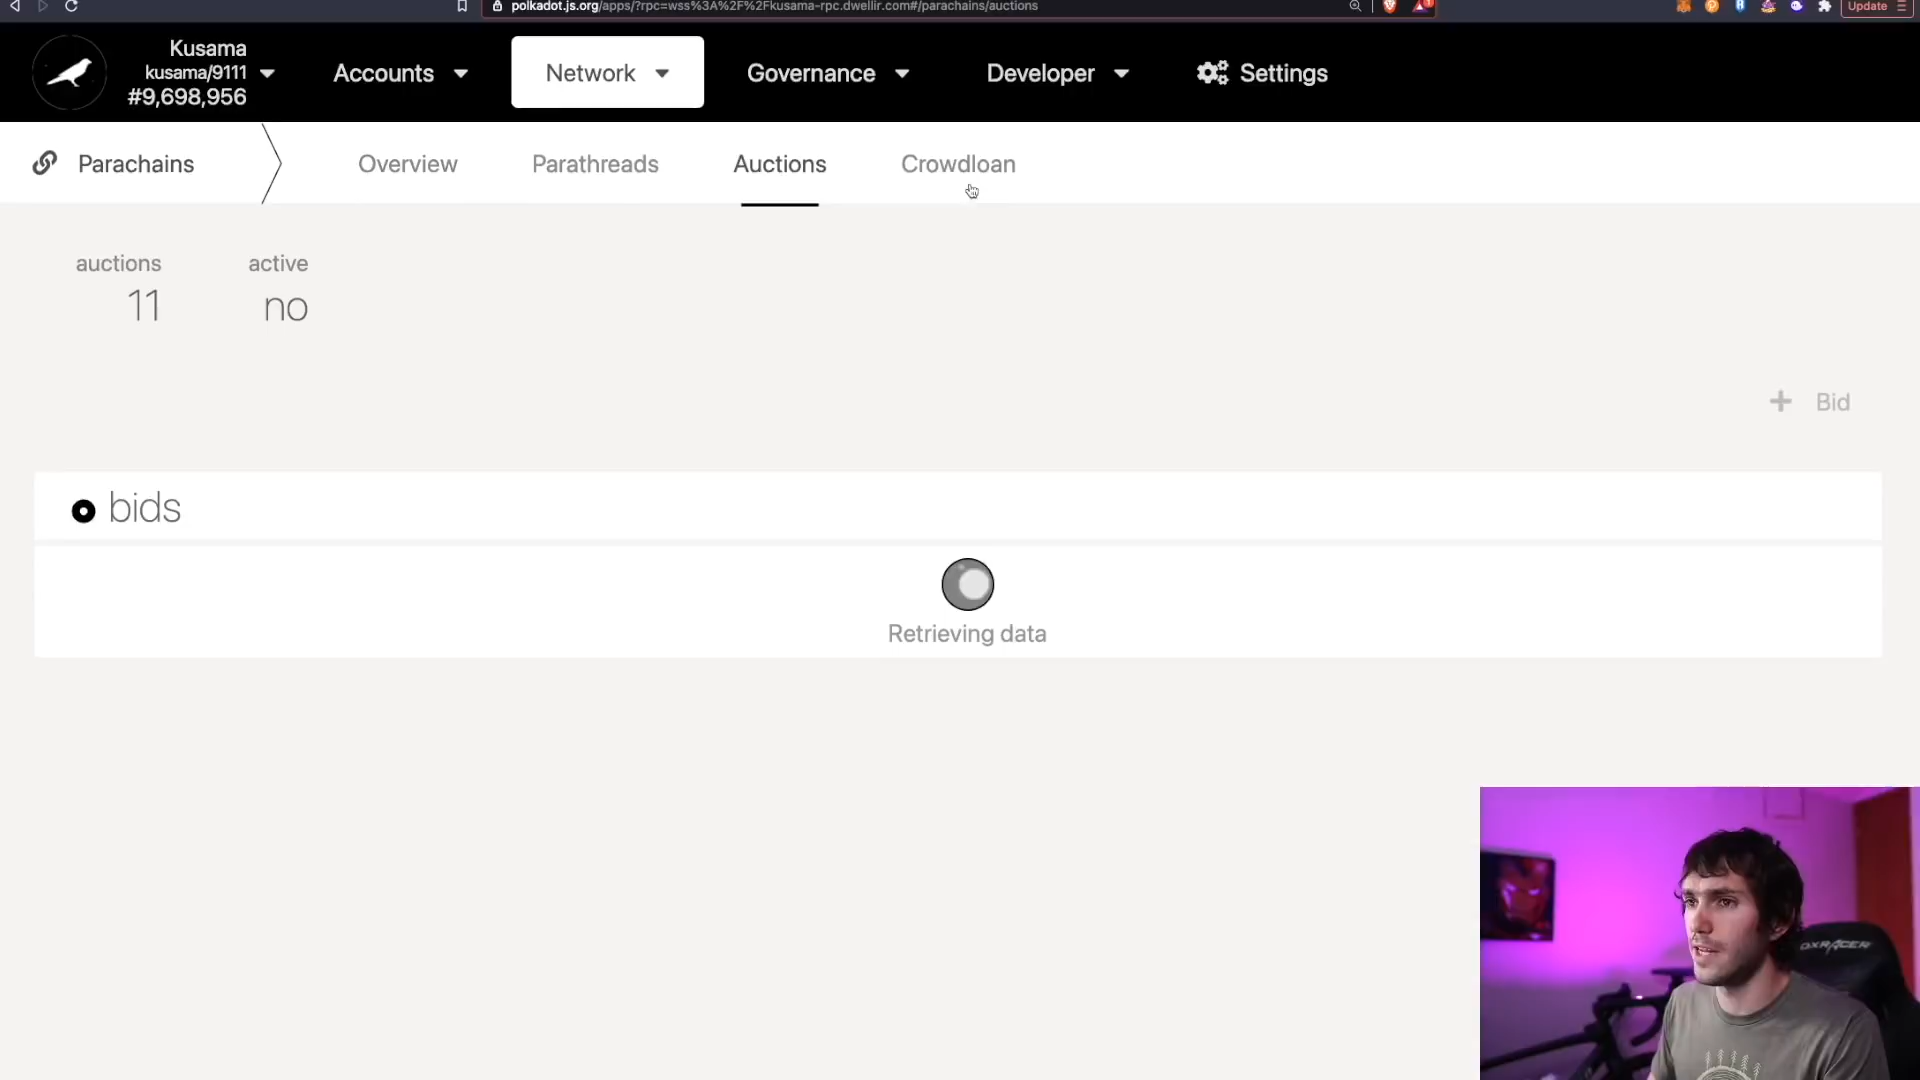 polkadot.js.org/apps/?rpc=wss%3A%2F%2Fkusama-rpc.dwellir.com#/parachains/auctions
Update
Kusama
kusama/9111
#9,698,956
Accounts
Network
Governance
Developer
Settings
Parachains
Overview
Parathreads
Auctions
Crowdloan
auctions
11
active
no
+ Bid
bids
Retrieving data
DXRACER